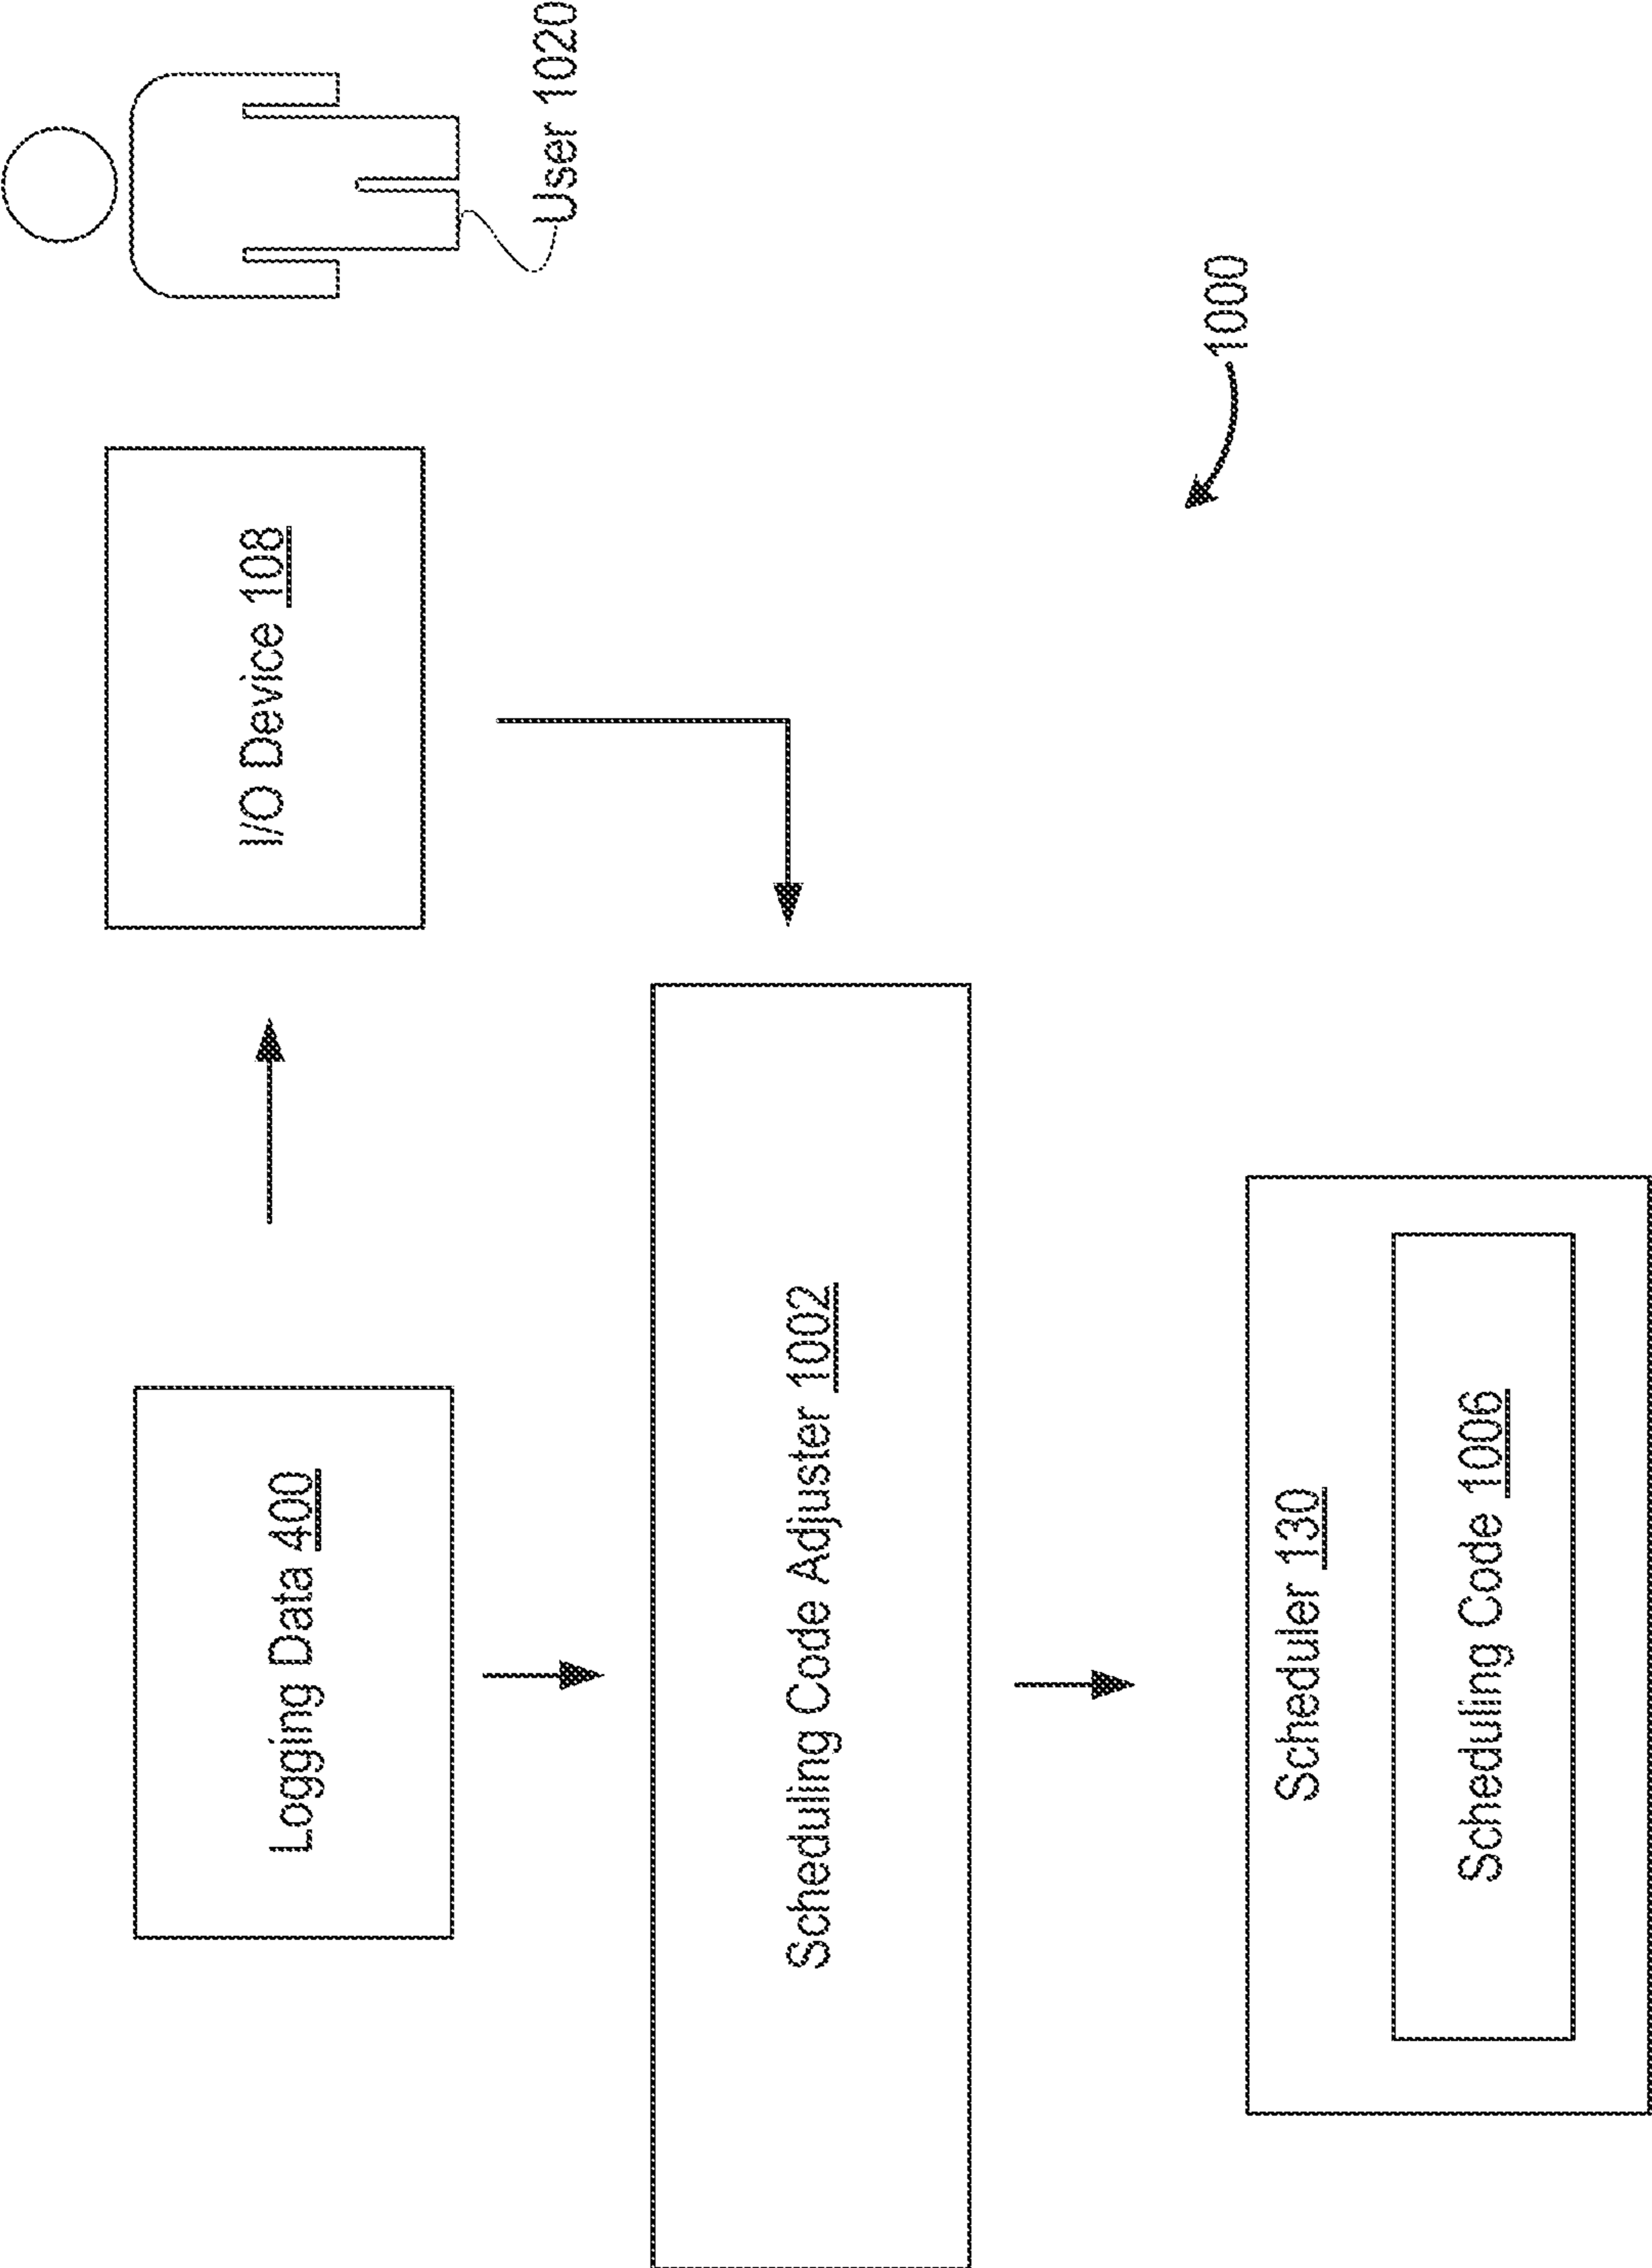 Logging Data 400
I/O Device 108
User 1020
Scheduling Code Adjuster 1002
1000
Scheduler 130
Scheduling Code 1006